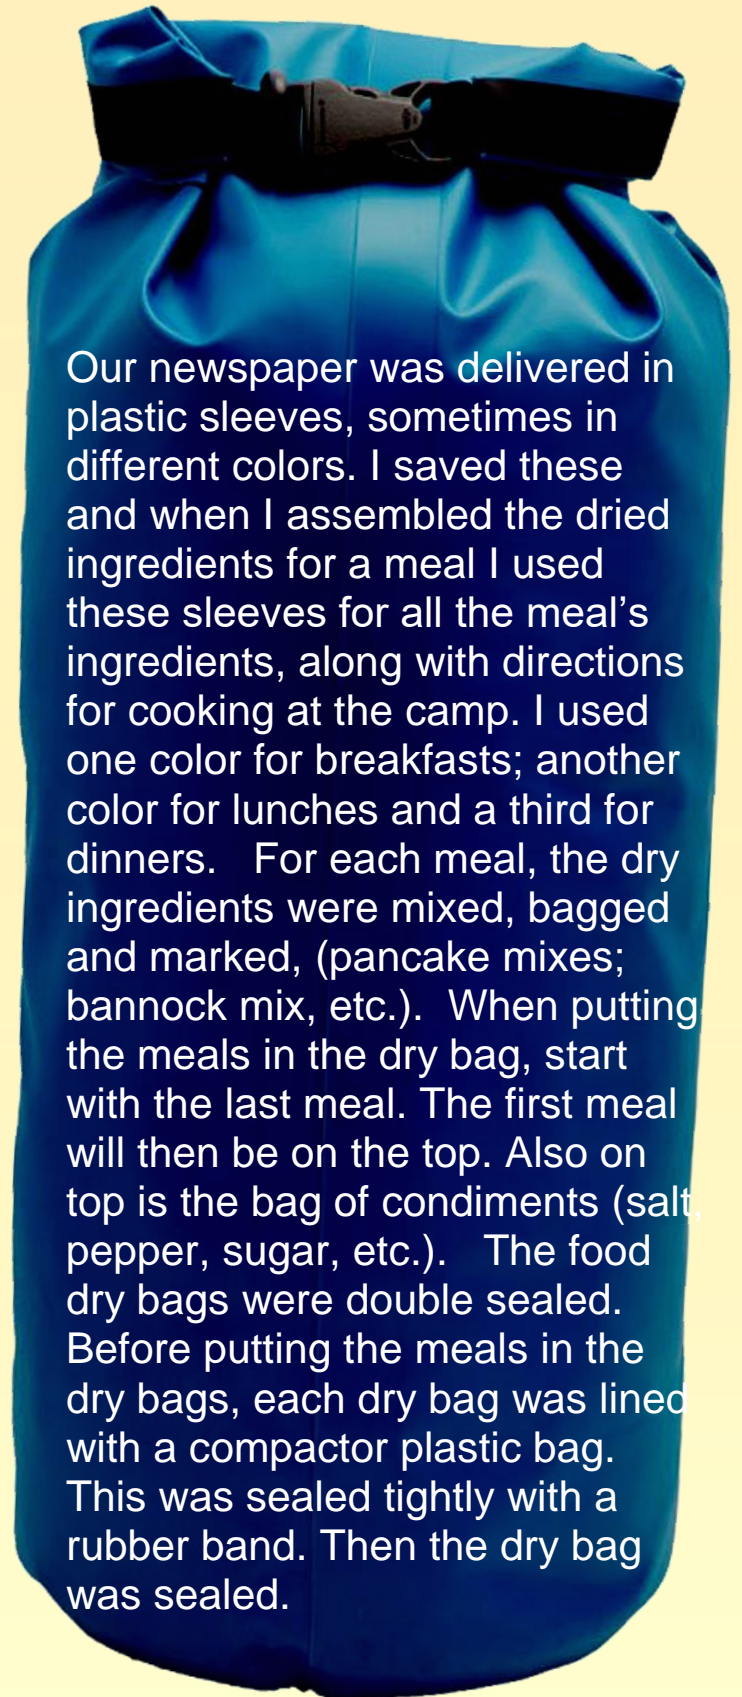 Our newspaper was delivered in
plastic sleeves, sometimes in
different colors. I saved these
and when I assembled the dried
ingredients for a meal I used
these sleeves for all the meal’s
ingredients, along with directions
for cooking at the camp. I used
one color for breakfasts; another
color for lunches and a third for
dinners.   For each meal, the dry
ingredients were mixed, bagged
and marked, (pancake mixes;
bannock mix, etc.).  When putting
the meals in the dry bag, start
with the last meal. The first meal
will then be on the top. Also on
top is the bag of condiments (salt,
pepper, sugar, etc.).   The food
dry bags were double sealed.
Before putting the meals in the
dry bags, each dry bag was lined
with a compactor plastic bag.
This was sealed tightly with a
rubber band. Then the dry bag
was sealed.